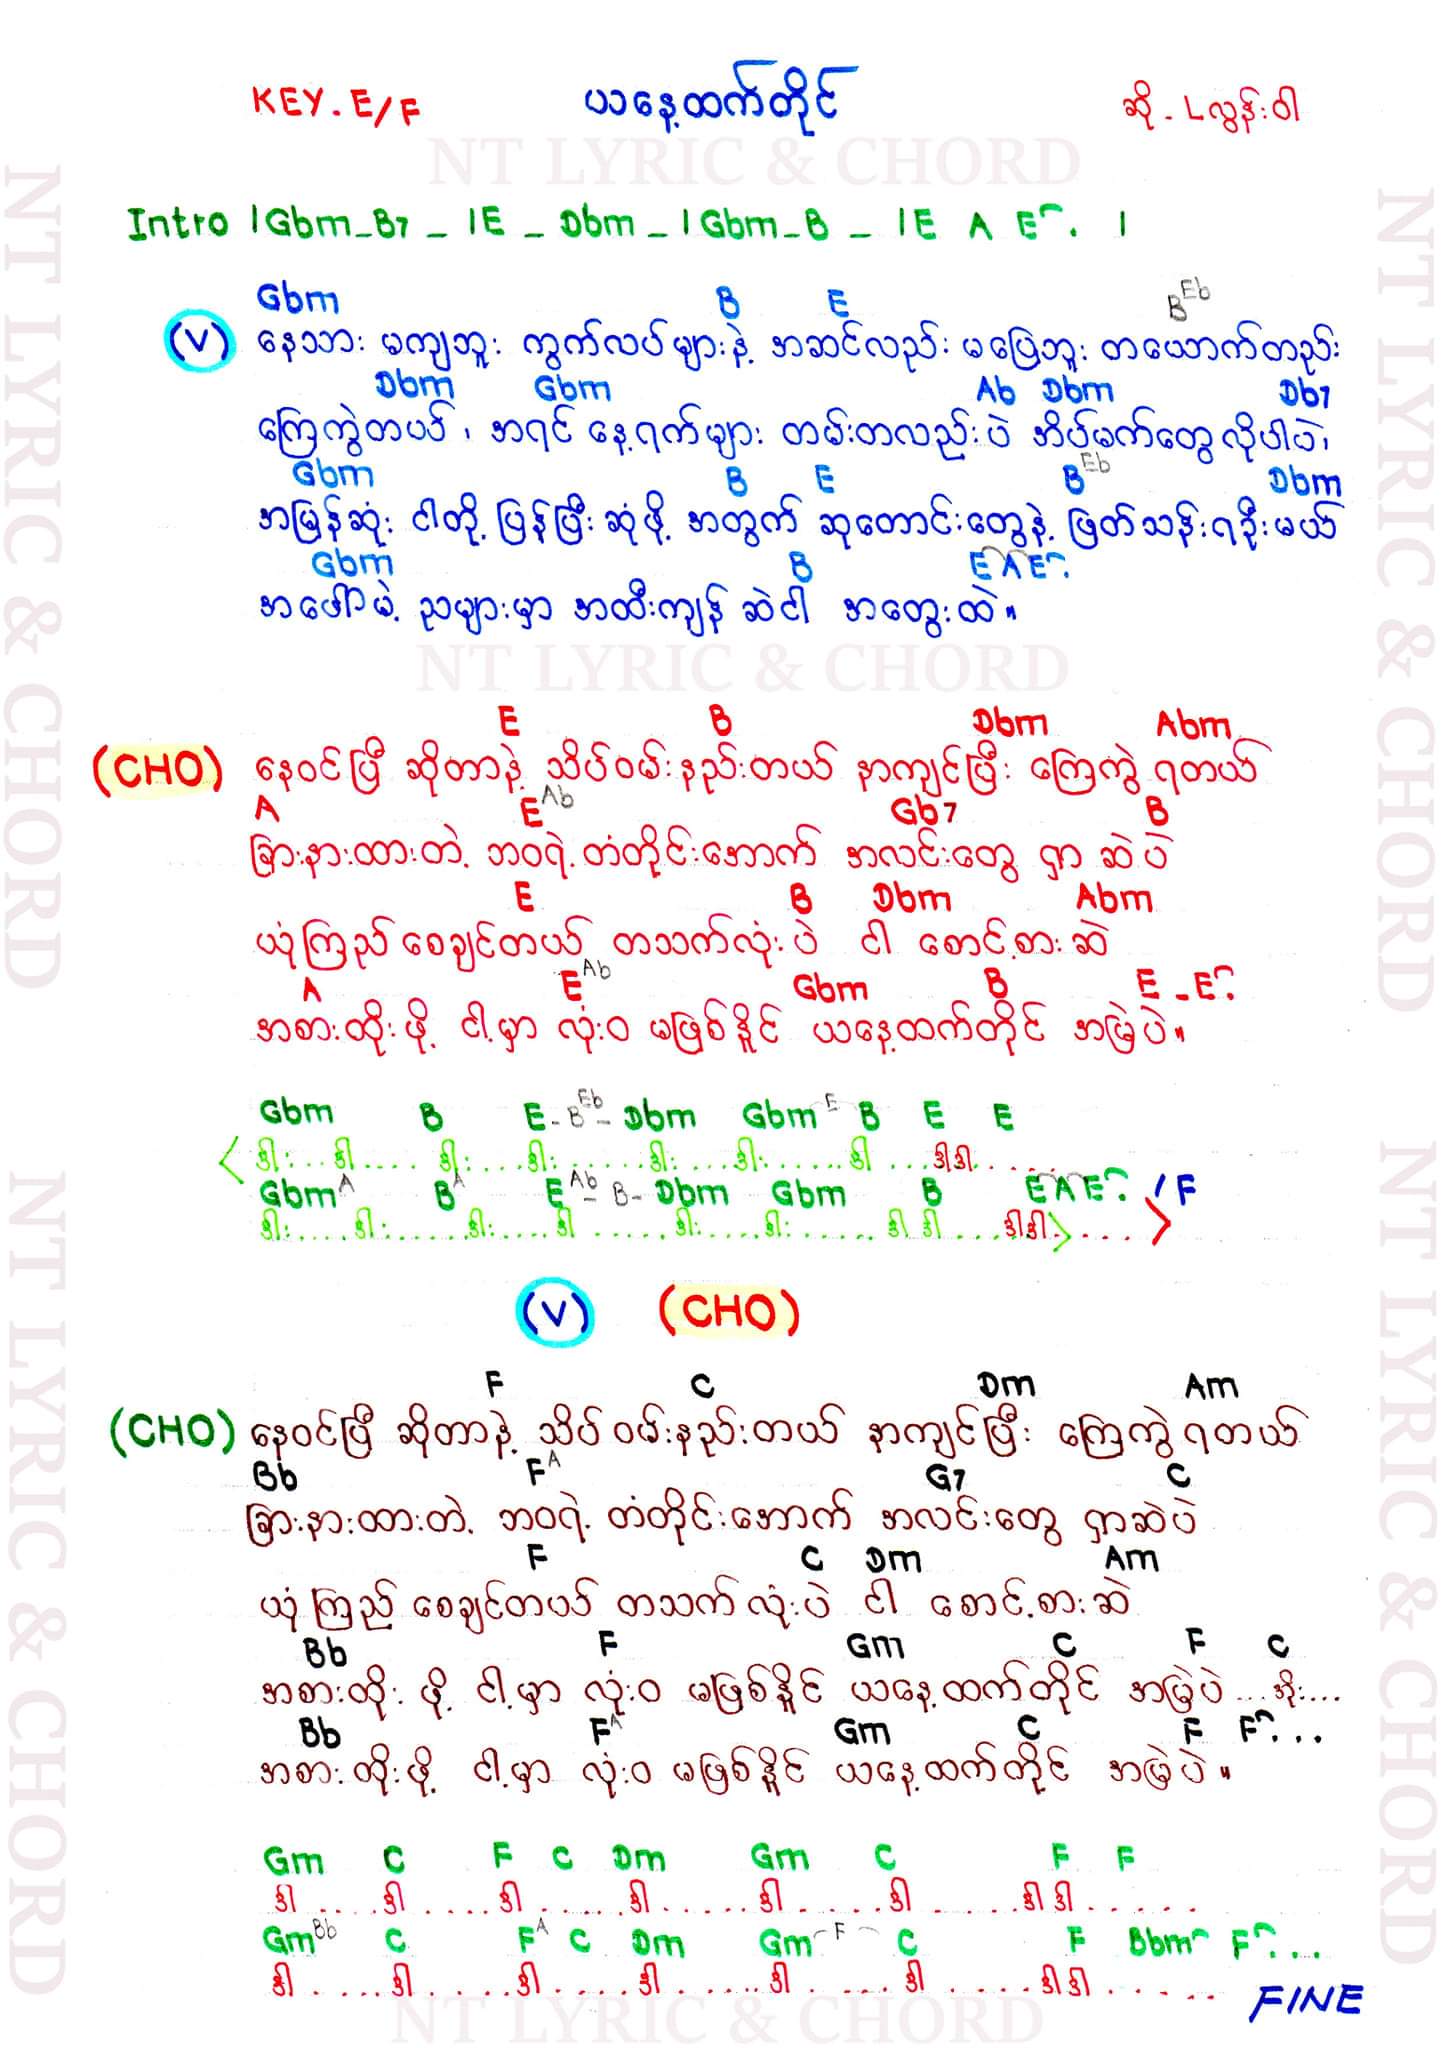 KEY. E/F ယနေ့ထက်တိုင် ဆို - L လွန်းဝါ
NT LYRIC & CHORD
Intro |Gbm_B7 _ |E _ Dbm _ |Gbm_B _ |E A E . |
Gbm B E B Eb
(V) နေသား မကျဘူး ကွက်လပ်များနဲ့ အဆင်လည်း မပြေဘူး တယောက်တည်း
Dbm Gbm Ab Dbm Db7
ကြေကွဲတယ်၊ အရင် နေ့ရက်များ တမ်းတလည်းပဲ အိပ်မက်တွေလိုပါပဲ၊
Gbm B E B Eb Dbm
အမြန်ဆုံး ငါတို့ ပြန်ပြီးဆုံဖို့ အတွက် ဆုတောင်းတွေနဲ့ ဖြတ်သန်းရဦးမယ်
Gbm B E A E .
အဖော်မဲ့ ညများမှာ အထီးကျန် ဆဲငါ အတွေးထဲ။
NT LYRIC & CHORD
E B Dbm Abm
(CHO) နေဝင်ပြီ ဆိုတာနဲ့ သိပ်ဝမ်းနည်းတယ် နာကျင်ပြီး ကြေကွဲ ရတယ်
A E Ab Gb7 B
ခြားနားထားတဲ့ ဘဝရဲ့ တံတိုင်းအောက် အလင်းတွေ ရှာ ဆဲပဲ
E B Dbm Abm
ယုံကြည် စေချင်တယ် တသက်လုံးပဲ ငါ စောင့်စားဆဲ
A E Ab Gbm B E _ E .
အစားထိုးဖို့ ငါ့မှာ လုံးဝ မဖြစ်နိုင် ယနေ့ထက်တိုင် အမြဲပဲ။
Gbm B E - B Eb - Dbm Gbm E B E E
< ဒါး...ဒါ.... ဒါး....ဒါး......ဒါး....ဒါး......ဒါ ...ဒါဒါ......
Gbm A B A E Ab - B - Dbm Gbm B E A E . / F
ဒါး....ဒါး......ဒါး....ဒါ ......ဒါး....ဒါး......ဒါ ဒါ ...ဒါဒါ>.... >
(V) (CHO)
F C Dm Am
(CHO) နေဝင်ပြီ ဆိုတာနဲ့ သိပ်ဝမ်းနည်းတယ် နာကျင်ပြီး ကြေကွဲ ရတယ်
Bb F A G7 C
ခြားနားထားတဲ့ ဘဝရဲ့ တံတိုင်းအောက် အလင်းတွေ ရှာဆဲပဲ
F C Dm Am
ယုံကြည် စေချင်တယ် တသက်လုံးပဲ ငါ စောင့်စားဆဲ
Bb F Gm C F C
အစားထိုး ဖို့ ငါ့မှာ လုံးဝ မဖြစ်နိုင် ယနေ့ထက်တိုင် အမြဲပဲ ...အိုး...
Bb F A Gm C F F ...
အစားထိုးဖို့ ငါ့မှာ လုံးဝ မဖြစ်နိုင် ယနေ့ထက်တိုင် အမြဲပဲ။
Gm C F C Dm Gm C F F
ဒါ.....ဒါ.....ဒါ......ဒါ......ဒါ......ဒါ......ဒါဒါ......
Gm Bb C F A C Dm Gm F C F Bbm F ...
ဒါ.....ဒါ.....ဒါ......ဒါ......ဒါ......ဒါ......ဒါဒါ......
FINE
NT LYRIC & CHORD
NT LYRIC & CHORD
NT LYRIC & CHORD
NT LYRIC & CHORD
NT LYRIC & CHORD